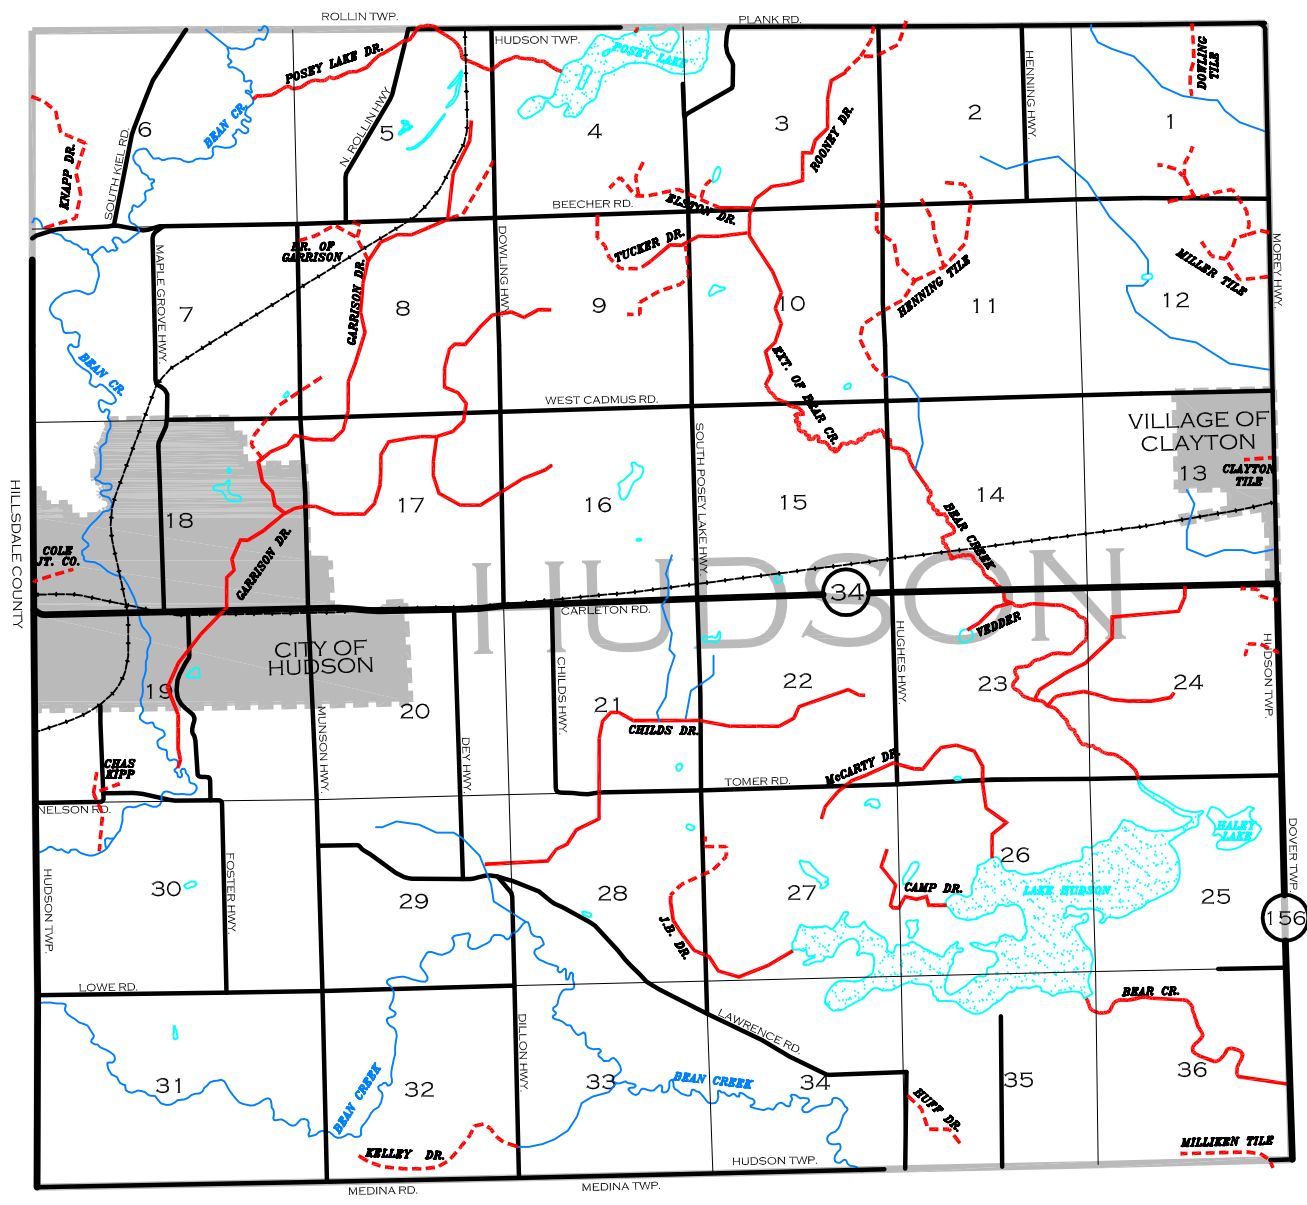 ROLLIN TWP.
PLANK RD.
HUDSON TWP.
POSEY LAKE DR.
POSEY LAKE
DOWLING
TILE
HENNING HWY.
BEAN CR.
N. ROLLIN HWY.
SOUTH KIEL RD.
KNAPP DR.
ROONEY DR.
6
5
4
3
2
1
BEECHER RD.
ELSTON DR.
TUCKER DR.
DR. OF
GARRISON
GARRISON DR.
MAPLE GROVE HWY.
DOWLING HWY.
HENNING TILE
MILLER TILE
MOREY HWY.
7
8
9
10
11
12
BEAN CR.
EXT. OF BEAR CR.
WEST CADMUS RD.
VILLAGE OF
CLAYTON
CLAYTON
TILE
HILLSDALE COUNTY
SOUTH POSEY LAKE HWY.
18
17
16
15
14
13
COLE
JT. CO.
GARRISON DR.
BEAR CREEK
HUDSON
34
CARLETON RD.
VEDDER
CITY OF
HUDSON
CHILDS HWY.
HUGHES HWY.
HUDSON TWP.
19
20
21
22
23
24
MUNSON HWY.
DEY HWY.
CHILDS DR.
CHAS
KIPP
McCARTY DR.
TOMER RD.
NELSON RD.
HALEY
LAKE
DOVER TWP.
HUDSON TWP.
FOSTER HWY.
30
29
28
27
26
25
CAMP DR.
LAKE HUDSON
J.B. DR.
156
LOWE RD.
BEAR CR.
DILLON HWY.
LAWRENCE RD.
31
32
33
34
35
36
BEAN CREEK
BEAN CREEK
HUFF DR.
KELLEY DR.
MILLIKEN TILE
HUDSON TWP.
MEDINA RD.
MEDINA TWP.